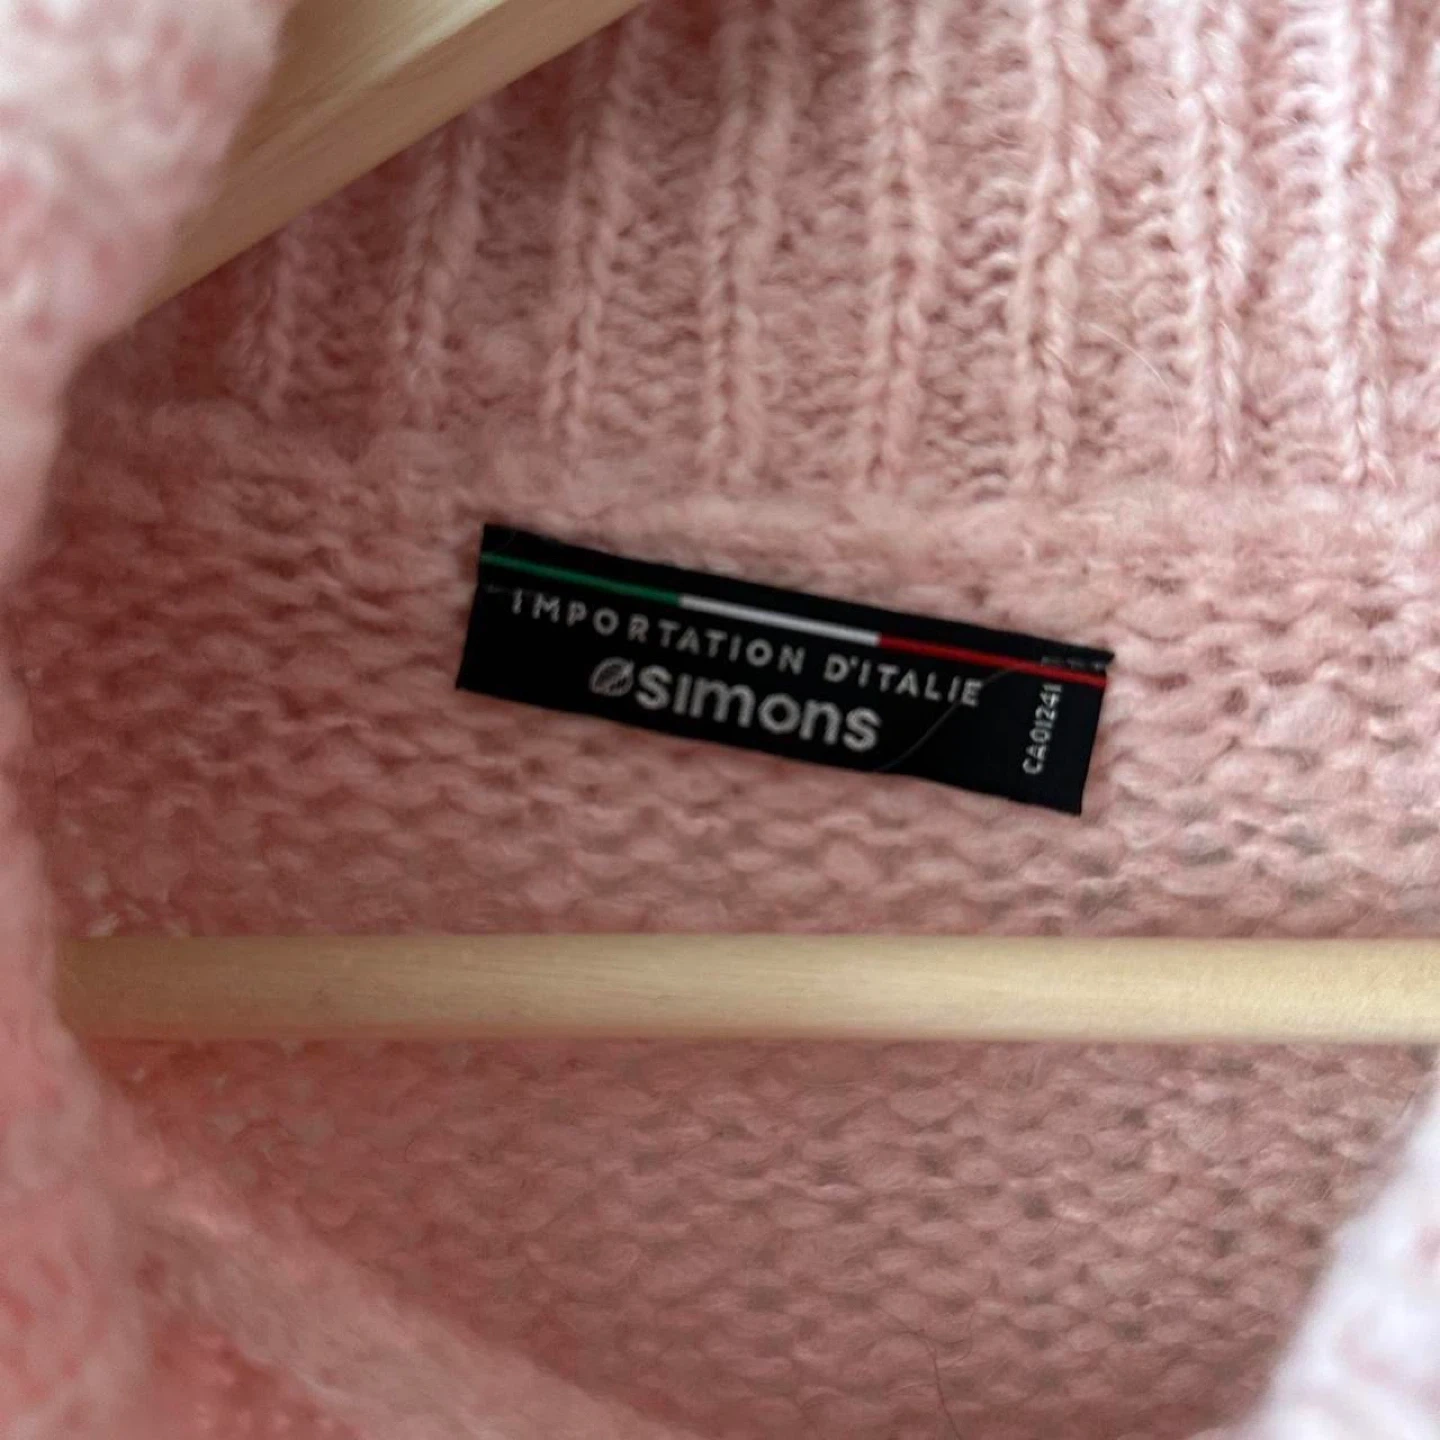 IMPORTATION D'ITALIE
simons
CA01241